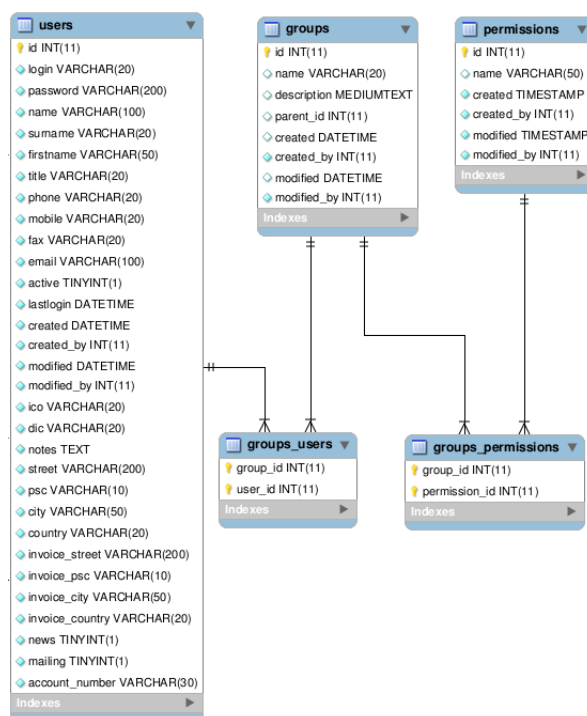 users
id INT(11)
login VARCHAR(20)
password VARCHAR(200)
name VARCHAR(100)
surname VARCHAR(20)
firstname VARCHAR(50)
title VARCHAR(20)
phone VARCHAR(20)
mobile VARCHAR(20)
fax VARCHAR(20)
email VARCHAR(100)
active TINYINT(1)
lastlogin DATETIME
created DATETIME
created_by INT(11)
modified DATETIME
modified_by INT(11)
ico VARCHAR(20)
dic VARCHAR(20)
notes TEXT
street VARCHAR(200)
psc VARCHAR(10)
city VARCHAR(50)
country VARCHAR(20)
invoice_street VARCHAR(200)
invoice_psc VARCHAR(10)
invoice_city VARCHAR(50)
invoice_country VARCHAR(20)
news TINYINT(1)
mailing TINYINT(1)
account_number VARCHAR(30)
Indexes
groups
id INT(11)
name VARCHAR(20)
description MEDIUMTEXT
parent_id INT(11)
created DATETIME
created_by INT(11)
modified DATETIME
modified_by INT(11)
Indexes
permissions
id INT(11)
name VARCHAR(50)
created TIMESTAMP
created_by INT(11)
modified TIMESTAMP
modified_by INT(11)
Indexes
groups_users
group_id INT(11)
user_id INT(11)
Indexes
groups_permissions
group_id INT(11)
permission_id INT(11)
Indexes